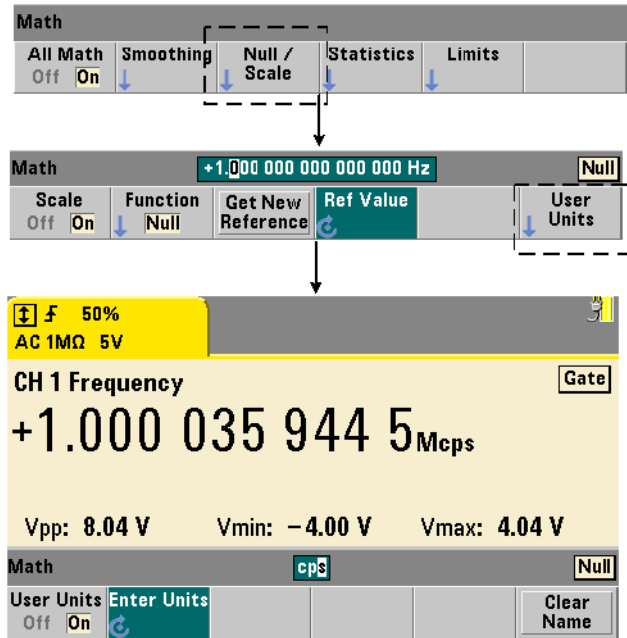 Math
All Math Smoothing Null / Statistics Limits
Off On Scale
Math +1.000 000 000 000 000 Hz Null
Scale Function Get New Ref Value User
Off On Null Reference Units
50%
AC 1MΩ 5V
CH 1 Frequency Gate
+1.000 035 944 5 Mcps
Vpp: 8.04 V Vmin: −4.00 V Vmax: 4.04 V
Math cps Null
User Units Enter Units Clear
Off On Name